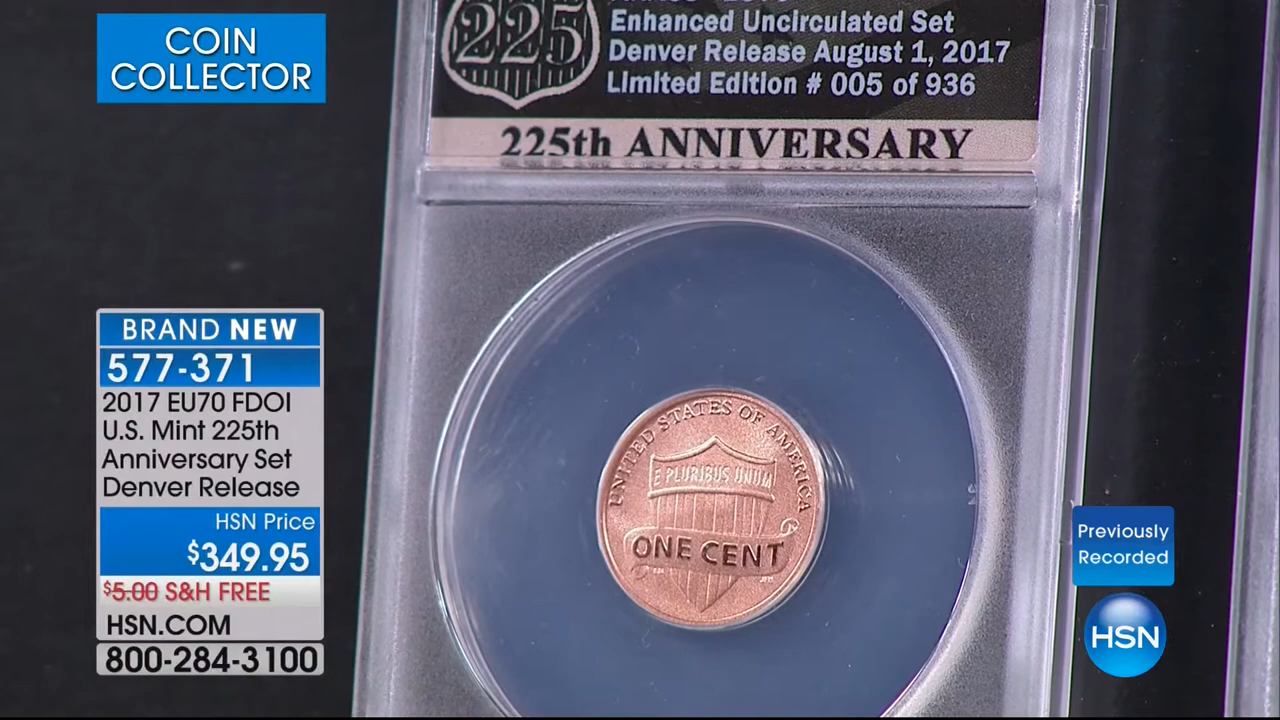 COIN
COLLECTOR
225
Enhanced Uncirculated Set
Denver Release August 1, 2017
Limited Edition # 005 of 936
225th ANNIVERSARY
UNITED STATES OF AMERICA
E PLURIBUS UNUM
ONE CENT
BRAND NEW
577-371
2017 EU70 FDOI
U.S. Mint 225th
Anniversary Set
Denver Release
HSN Price
$349.95
$5.00 S&H FREE
HSN.COM
800-284-3100
Previously
Recorded
HSN